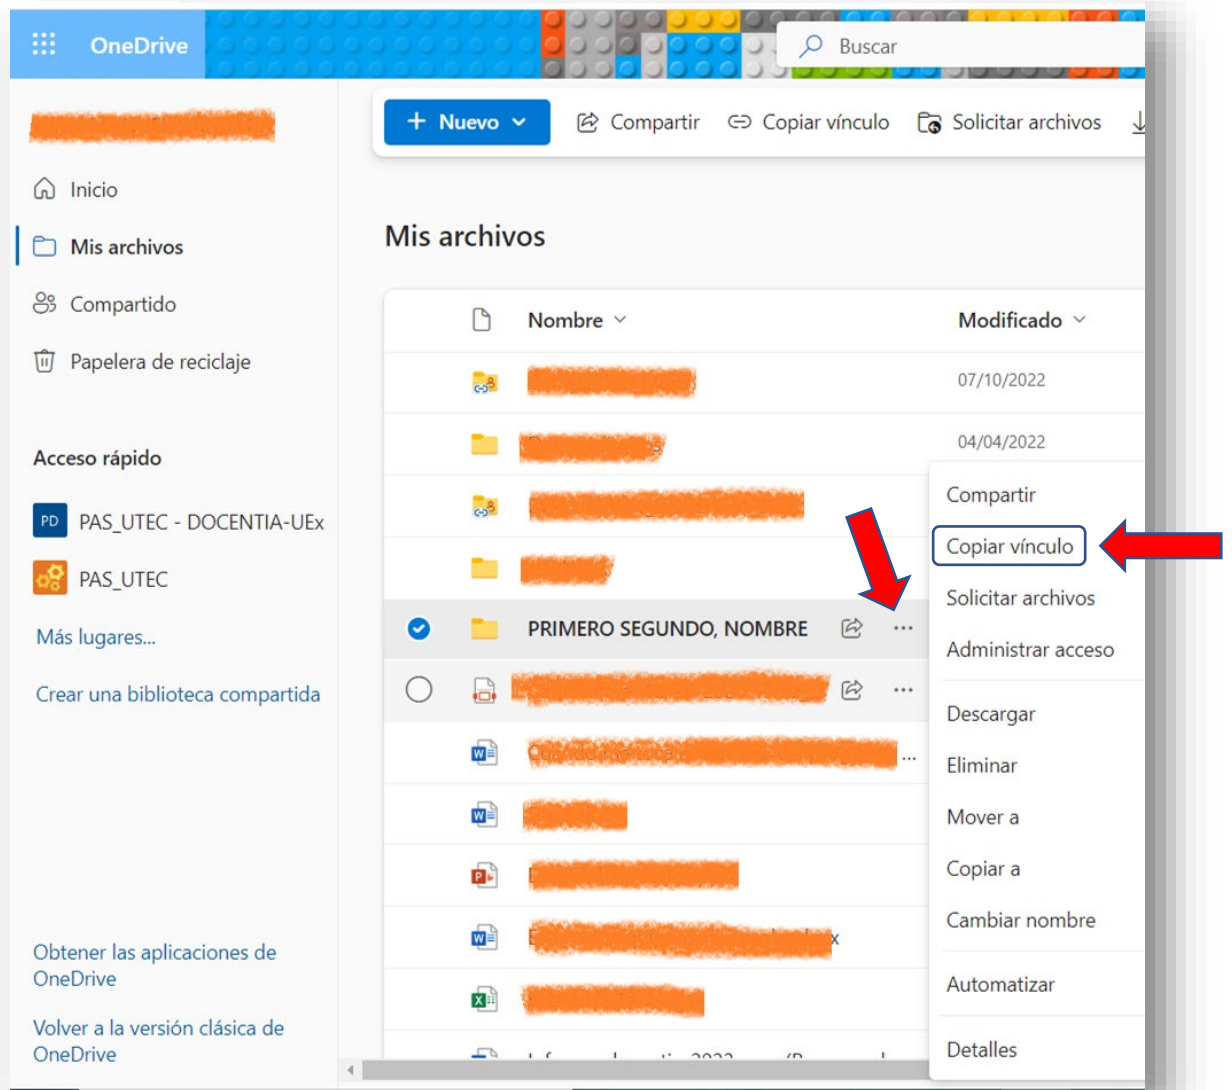 OneDrive
Buscar
Nuevo
Compartir
Copiar vínculo
Solicitar archivos
Inicio
Mis archivos
Compartido
Papelera de reciclaje
Acceso rápido
PD PAS_UTEC - DOCENTIA-UEx
PAS_UTEC
Más lugares...
Crear una biblioteca compartida
Obtener las aplicaciones de
OneDrive
Volver a la versión clásica de
OneDrive
Mis archivos
Nombre
Modificado
07/10/2022
04/04/2022
PRIMERO SEGUNDO, NOMBRE
Compartir
Copiar vínculo
Solicitar archivos
Administrar acceso
Descargar
Eliminar
Mover a
Copiar a
Cambiar nombre
Automatizar
Detalles